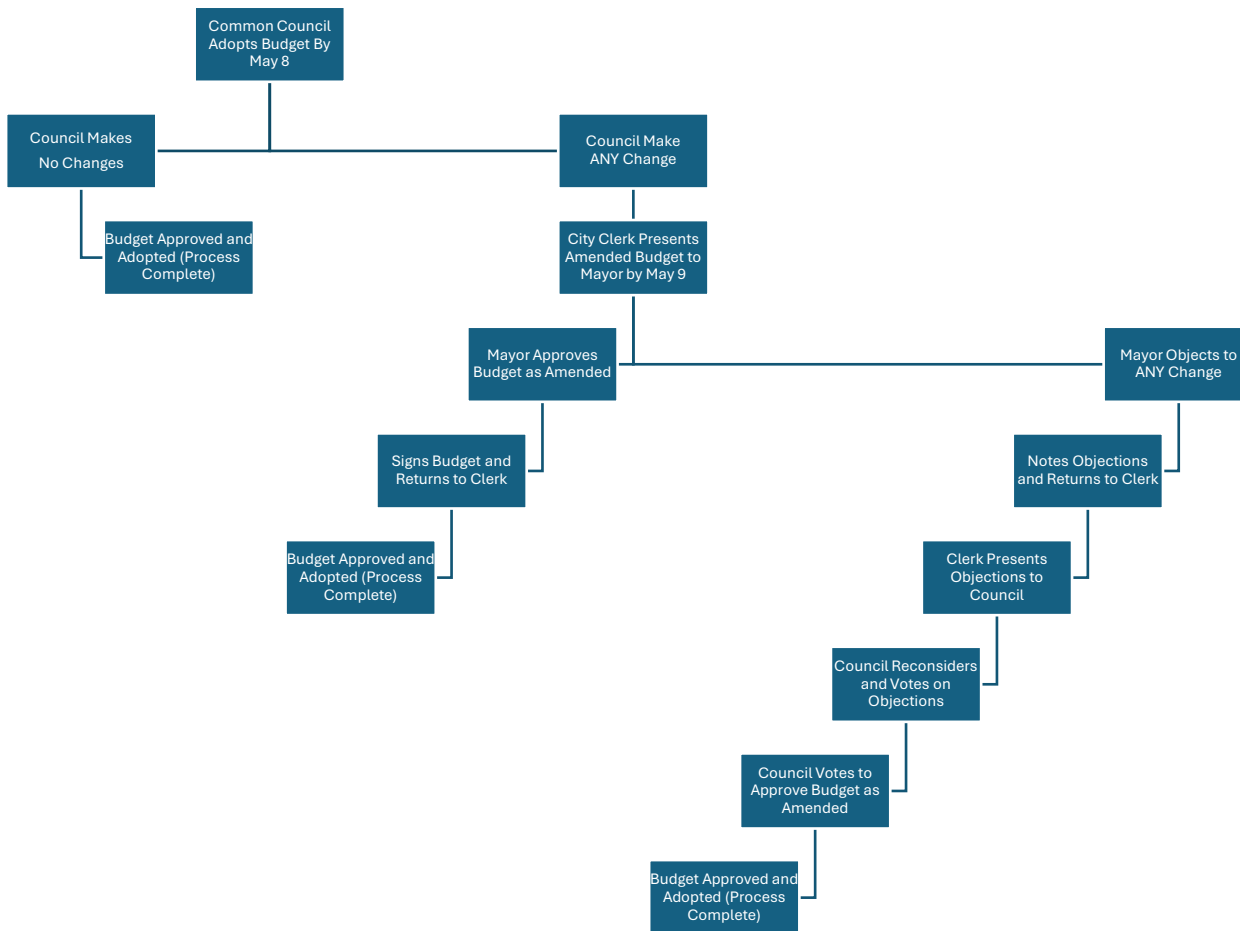 Common Council
Adopts Budget By
May 8
Council Makes
No Changes
Council Make
ANY Change
Budget Approved and
Adopted (Process
Complete)
City Clerk Presents
Amended Budget to
Mayor by May 9
Mayor Approves
Budget as Amended
Mayor Objects to
ANY Change
Signs Budget and
Returns to Clerk
Notes Objections
and Returns to Clerk
Budget Approved and
Adopted (Process
Complete)
Clerk Presents
Objections to
Council
Council Reconsiders
and Votes on
Objections
Council Votes to
Approve Budget as
Amended
Budget Approved and
Adopted (Process
Complete)